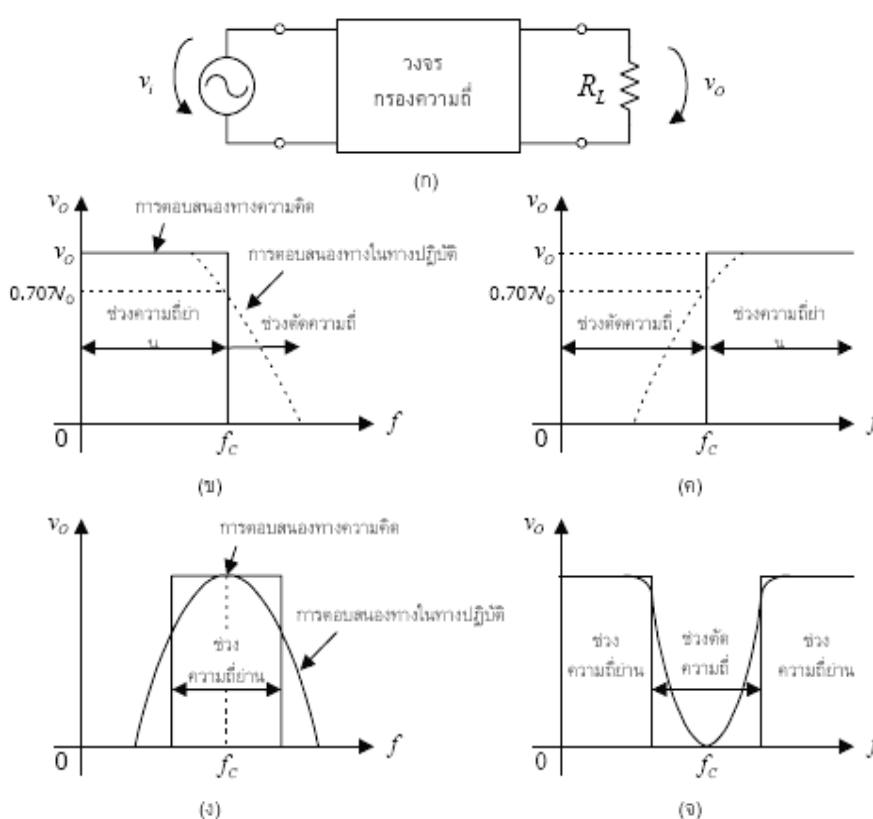 วงจร
กรองความถี่
v_i
R_L
v_O
(ก)
v_O
การตอบสนองทางความคิด
v_O
การตอบสนองทางในทางปฏิบัติ
0.707V_O
ช่วงความถี่ย่า
น
ช่วงตัดความถี่
0
f_C
f
(ข)
v_O
v_O
0.707V_O
ช่วงตัดความถี่
ช่วงความถี่ย่า
น
0
f_C
f
(ค)
v_O
การตอบสนองทางความคิด
การตอบสนองทางในทางปฏิบัติ
ช่วง
ความถี่ย่าน
0
f_C
f
(ง)
v_O
ช่วง
ความถี่ย่าน
ช่วงตัด
ความถี่
ช่วง
ความถี่ย่าน
0
f_C
f
(จ)